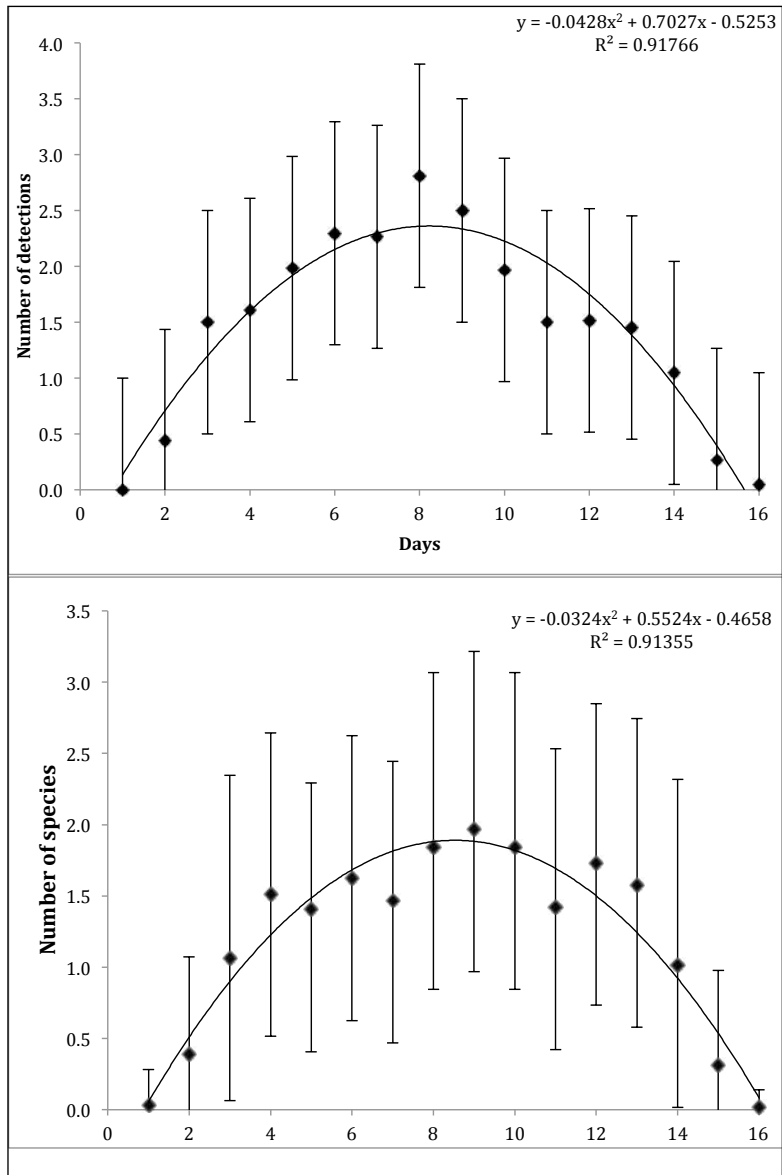 y = -0.0428x² + 0.7027x - 0.5253
R² = 0.91766
4.0
3.5
3.0
2.5
2.0
1.5
1.0
0.5
0.0
Number of detections
0 2 4 6 8 10 12 14 16
Days
y = -0.0324x² + 0.5524x - 0.4658
R² = 0.91355
3.5
3.0
2.5
2.0
1.5
1.0
0.5
0.0
Number of species
0 2 4 6 8 10 12 14 16